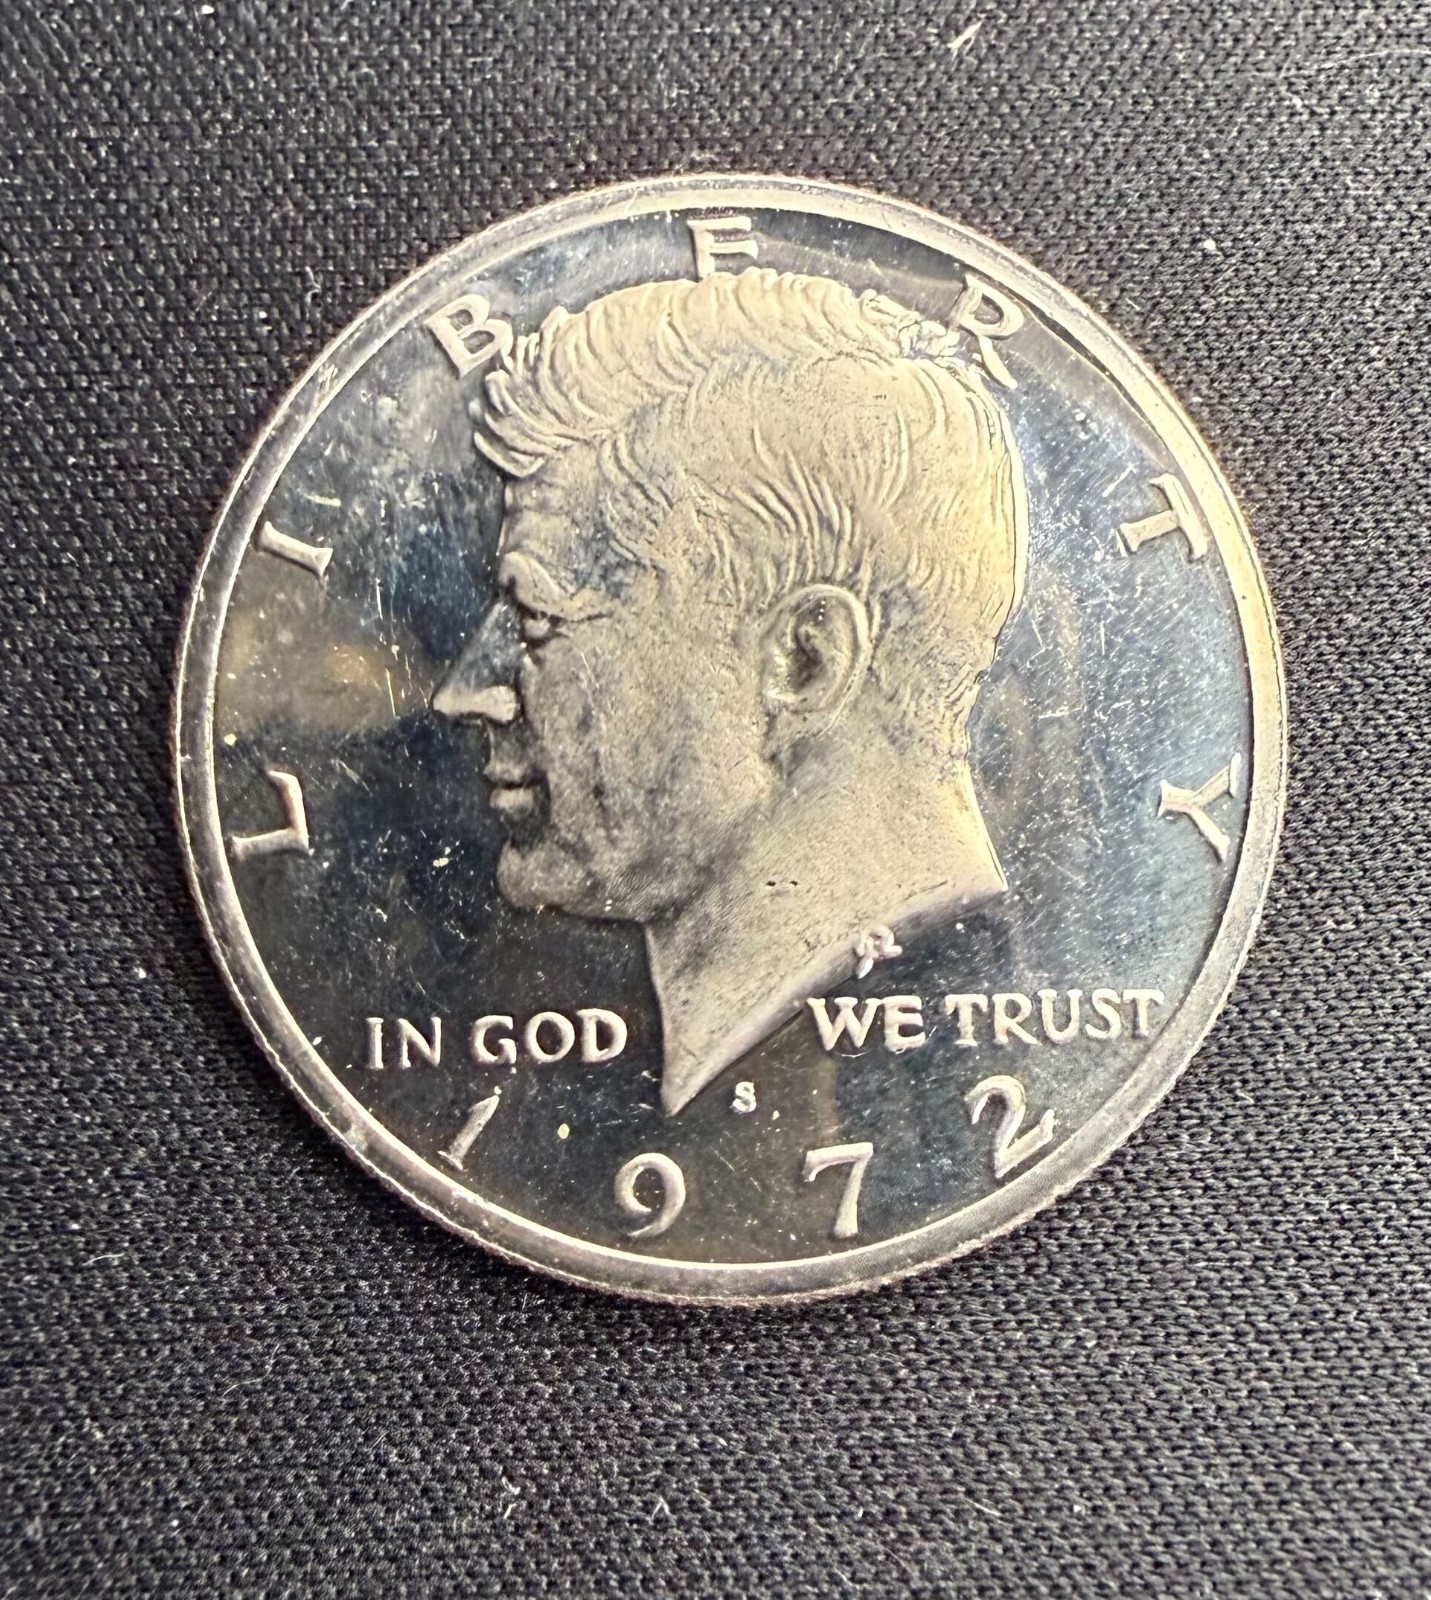 LIBERTY
IN GOD WE TRUST
S
1972